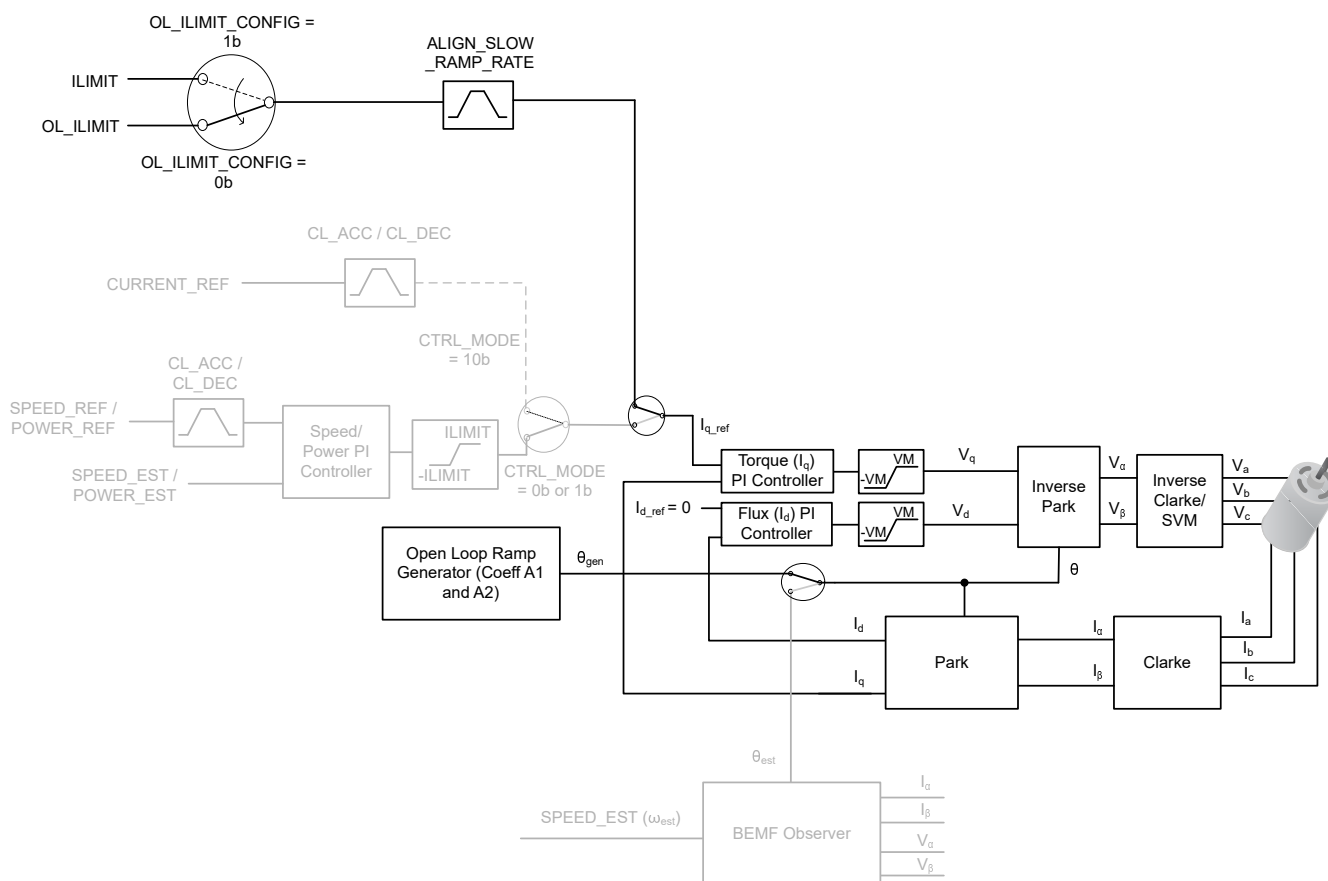 OL_ILIMIT_CONFIG =
1b
ILIMIT
OL_ILIMIT
OL_ILIMIT_CONFIG =
0b
ALIGN_SLOW
_RAMP_RATE
CL_ACC / CL_DEC
CURRENT_REF
CTRL_MODE
= 10b
CL_ACC /
CL_DEC
SPEED_REF /
POWER_REF
SPEED_EST /
POWER_EST
Speed/
Power PI
Controller
ILIMIT
-ILIMIT
CTRL_MODE
= 0b or 1b
Iq_ref
Torque (Iq)
PI Controller
VM
-VM
Vq
Id_ref = 0
Flux (Id) PI
Controller
VM
-VM
Vd
Inverse
Park
Vα
Vβ
Inverse
Clarke/
SVM
Va
Vb
Vc
Open Loop Ramp
Generator (Coeff A1
and A2)
θgen
θ
Id
Iq
Park
Iα
Iβ
Clarke
Ia
Ib
Ic
θest
SPEED_EST (ωest)
BEMF Observer
Iα
Iβ
Vα
Vβ